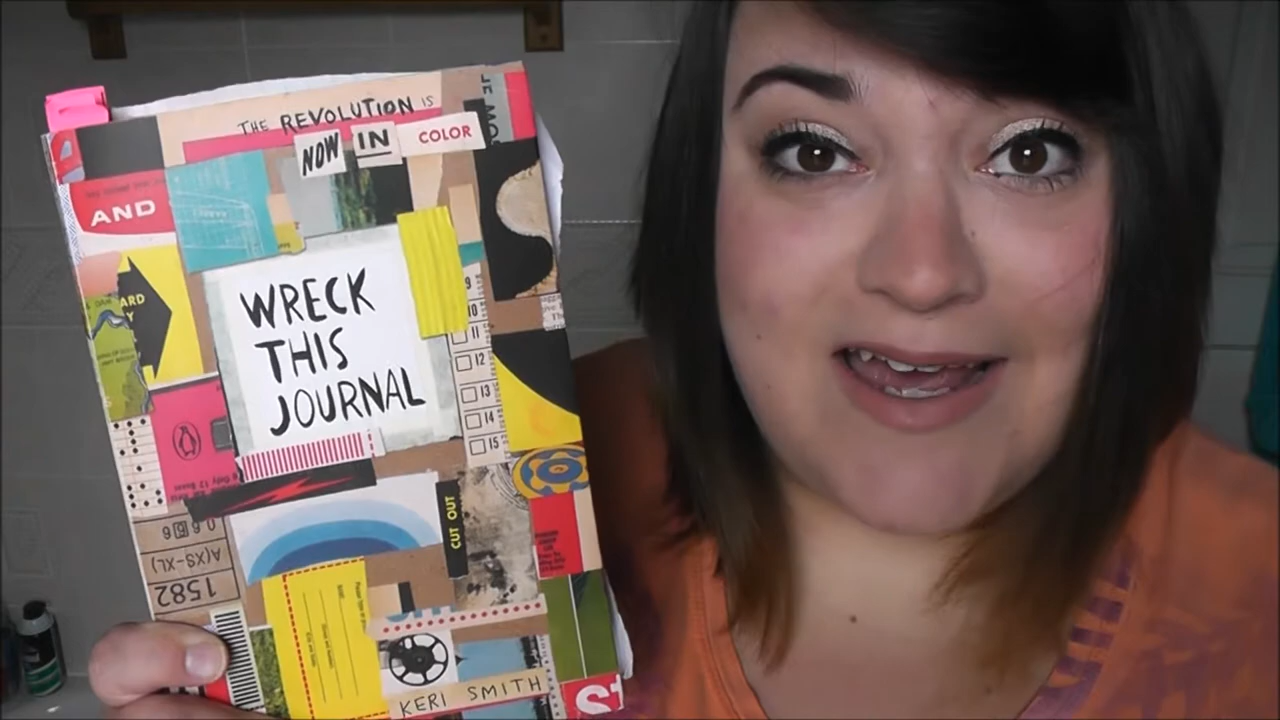 THE REVOLUTION IS
NOW IN COLOR
AND
ARD
WRECK
THIS
JOURNAL
9
10
11
12
13
14
15
CUT OUT
A(XS-XL)
1582
KERI SMITH